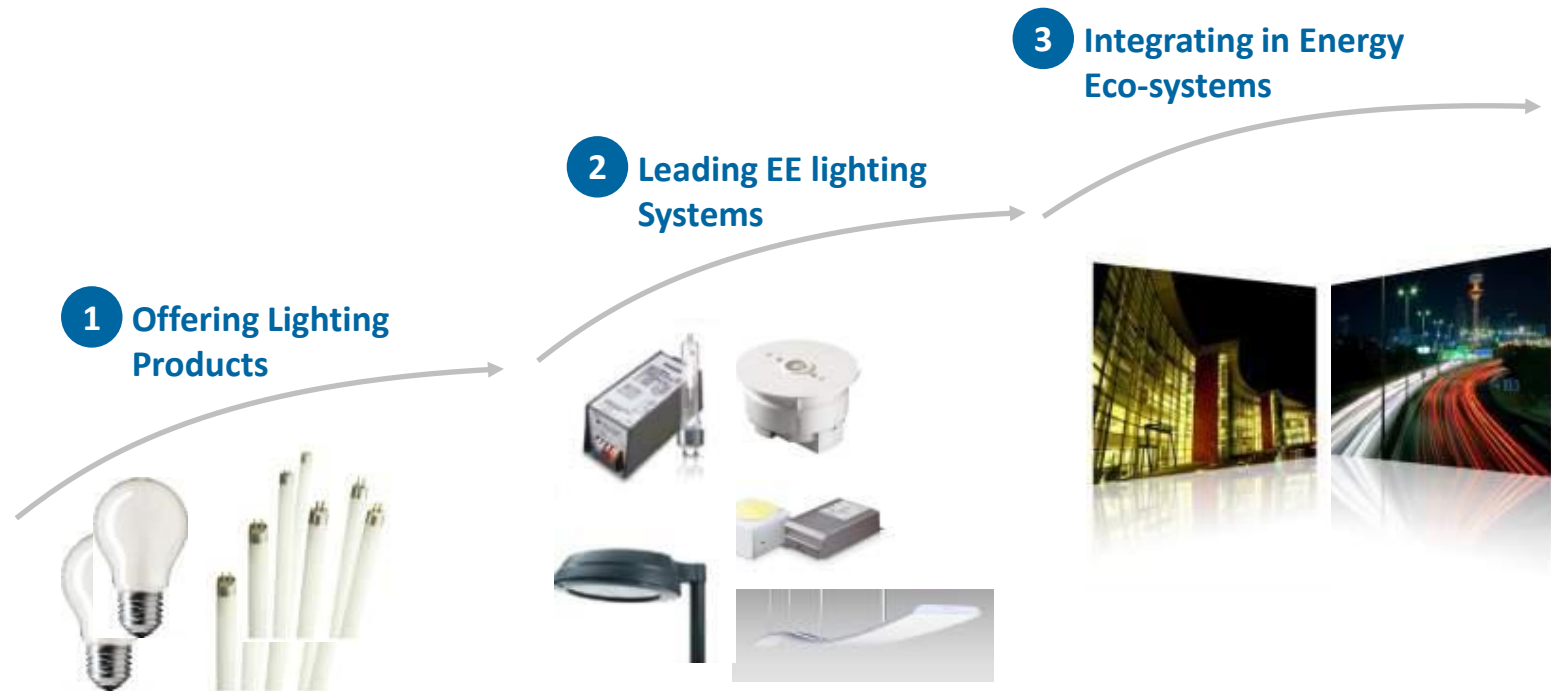 3 Integrating in Energy
Eco-systems
2 Leading EE lighting
Systems
1 Offering Lighting
Products